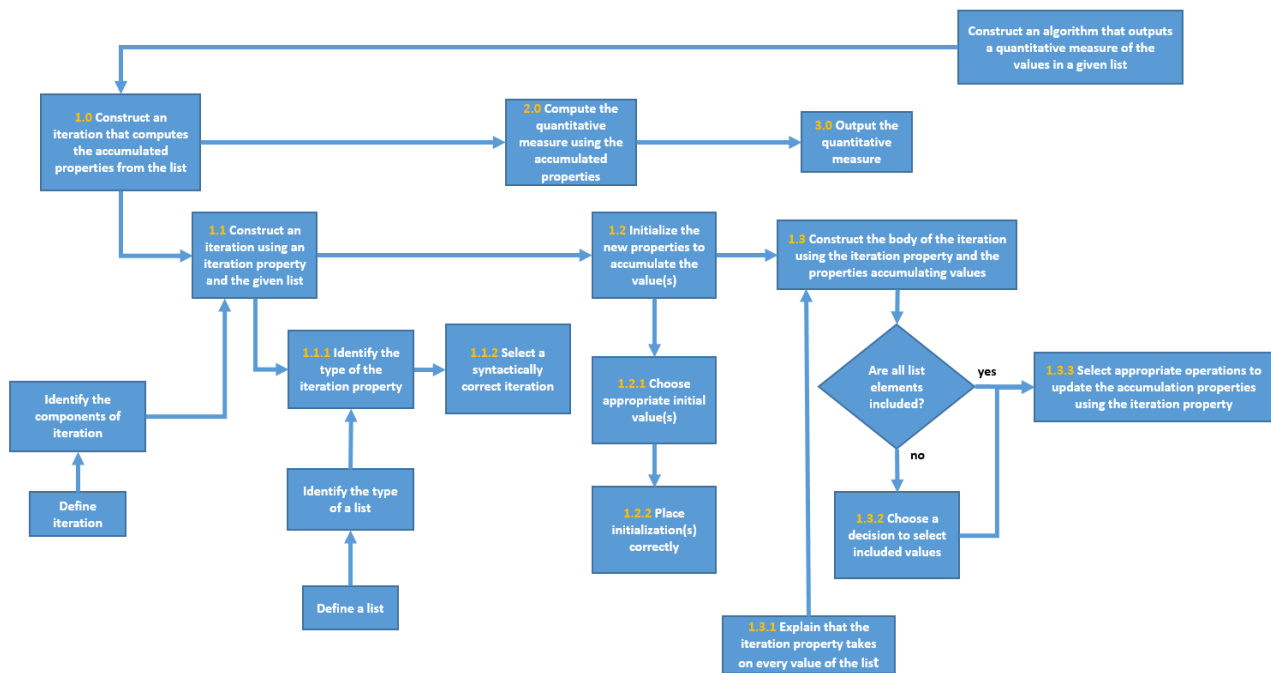 Construct an algorithm that outputs
a quantitative measure of the
values in a given list
1.0 Construct an
iteration that computes
the accumulated
properties from the list
2.0 Compute the
quantitative measure
using the
accumulated
properties
3.0 Output the
quantitative
measure
1.1 Construct an
iteration using an
iteration property
and the given list
1.2 Initialize the
new properties to
accumulate the
value(s)
1.3 Construct the body of the iteration
using the iteration property and the
properties accumulating values
1.1.1 Identify the
type of the
iteration property
1.1.2 Select a
syntactically
correct iteration
1.2.1 Choose
appropriate initial
value(s)
Are all list
elements
included?
yes
1.3.3 Select appropriate operations to
update the accumulation properties
using the iteration property
Identify the
components of
iteration
no
Define
iteration
Identify the type
of a list
1.2.2 Place
initialization(s)
correctly
1.3.2 Choose a
decision to select
included values
Define a list
1.3.1 Explain that the
iteration property takes
on every value of the list